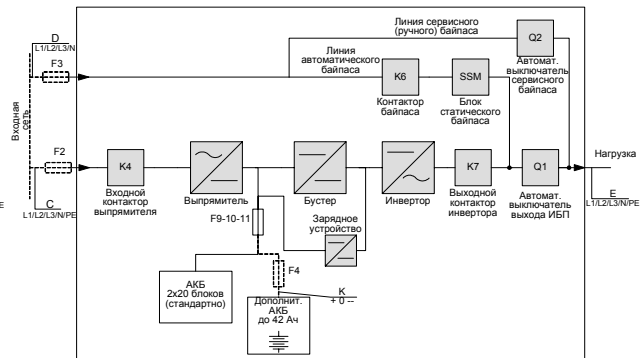 Линия сервисного
(ручного) байпаса
D
L1/L2/L3/N
Q2
F3
Линия
автоматического
байпаса
K6
SSM
Автомат.
выключатель
сервисного
байпаса
Контактор
байпаса
Блок
статического
байпаса
Входная
сеть
F2
Нагрузка
K4
K7
Q1
Входной
контактор
выпрямителя
Выпрямитель
Бустер
Инвертор
Выходной
контактор
инвертора
Автомат.
выключатель
выхода ИБП
C
L1/L2/L3/N/PE
E
L1/L2/L3/N/PE
PE
F9-10-11
Зарядное
устройство
F4
АКБ
2x20 блоков
(стандартно)
K
+ 0 --
Дополнит.
АКБ
до 42 Ач